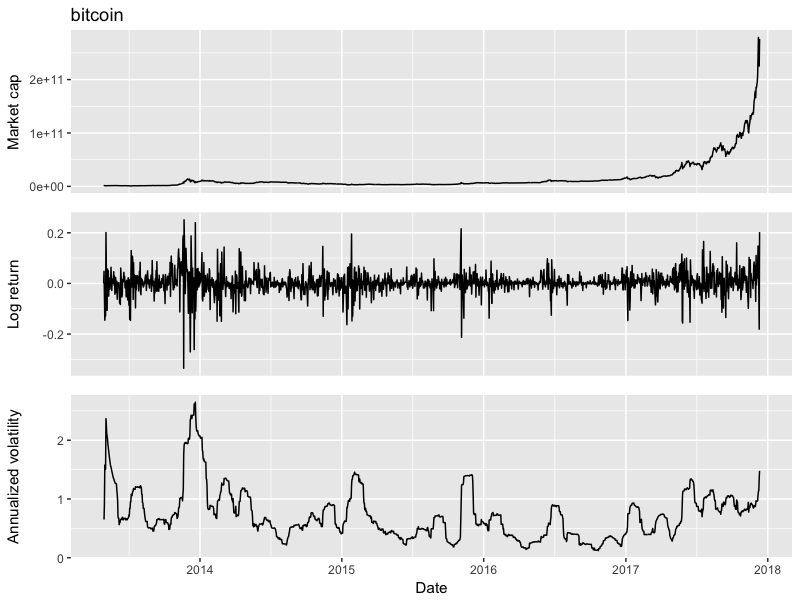 bitcoin
Market cap
2e+11
1e+11
0e+00
Log return
0.2
0.0
-0.2
Annualized volatility
2
1
0
2014 2015 2016 2017 2018
Date